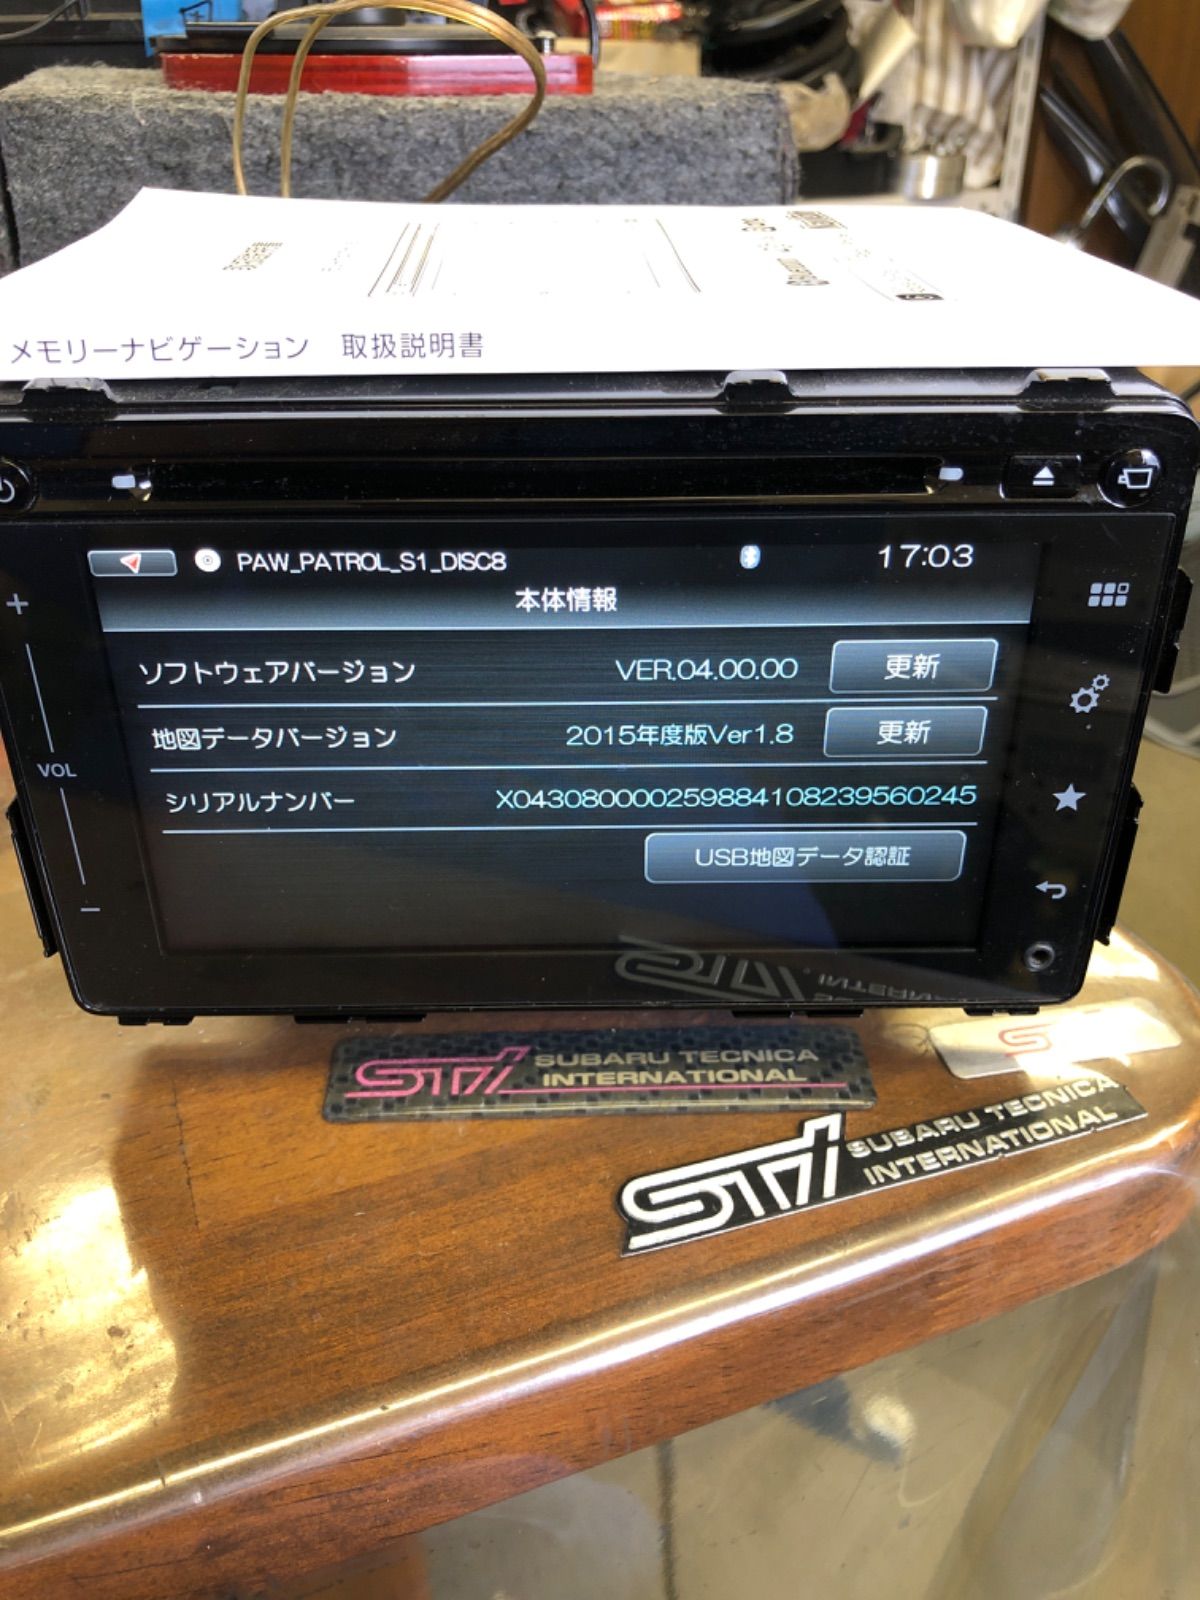 メモリーナビゲーション 取扱説明書
PAW_PATROL_S1_DISC8
17:03
本体情報
ソフトウェアバージョン VER.04.00.00 更新
地図データバージョン 2015年度版Ver1.8 更新
シリアルナンバー X04308000025988410823956024​5
USB地図データ認証
+
VOL
−
STI SUBARU TECNICA
INTERNATIONAL
STI
STI SUBARU TECNICA
INTERNATIONAL